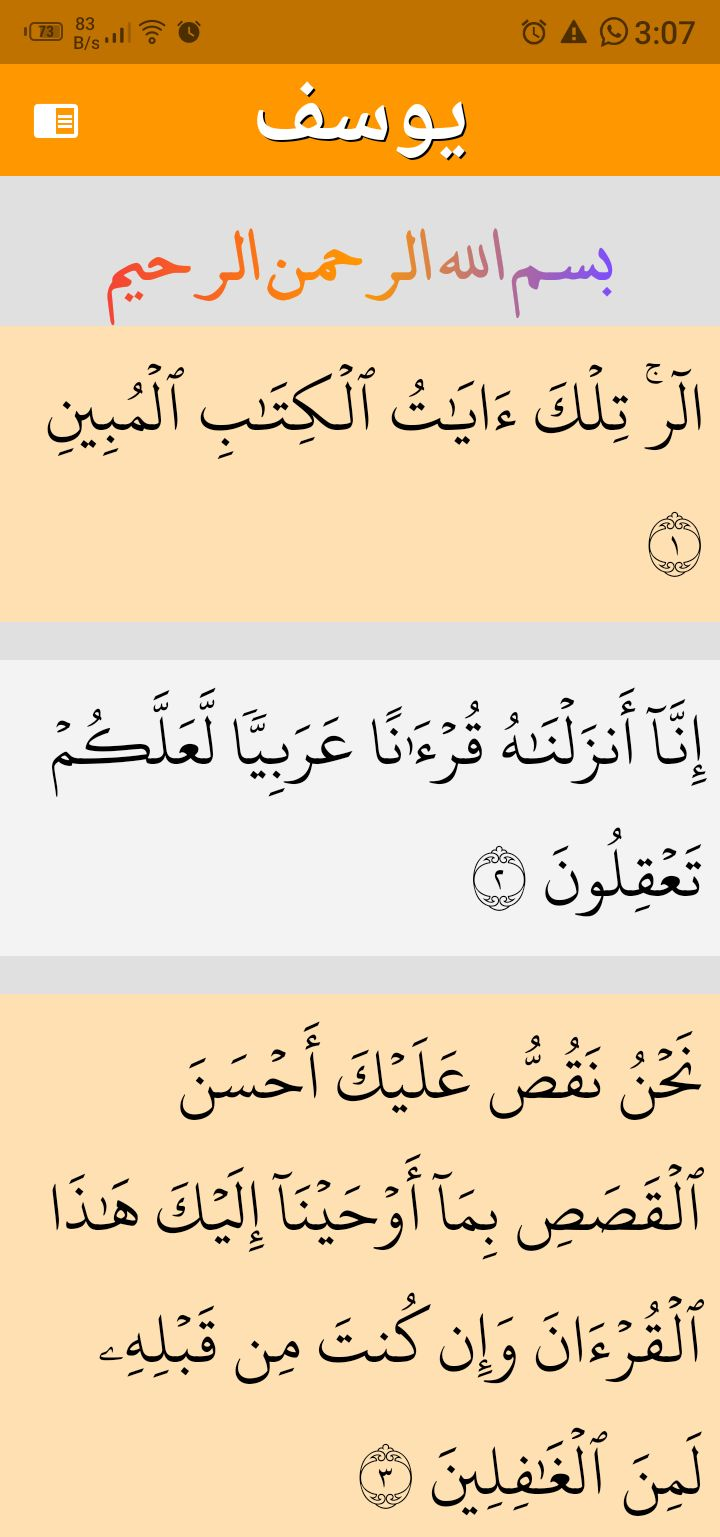 73 83 B/s 3:07
يوسف
بسم الله الرحمن الرحيم
الٓرۚ تِلۡكَ ءَايَٰتُ ٱلۡكِتَٰبِ ٱلۡمُبِينِ
١
إِنَّآ أَنزَلۡنَٰهُ قُرۡءَٰنًا عَرَبِيّٗا لَّعَلَّكُمۡ
تَعۡقِلُونَ ٢
نَحۡنُ نَقُصُّ عَلَيۡكَ أَحۡسَنَ
ٱلۡقَصَصِ بِمَآ أَوۡحَيۡنَآ إِلَيۡكَ هَٰذَا
ٱلۡقُرۡءَانَ وَإِن كُنتَ مِن قَبۡلِهِۦ
لَمِنَ ٱلۡغَٰفِلِينَ ٣